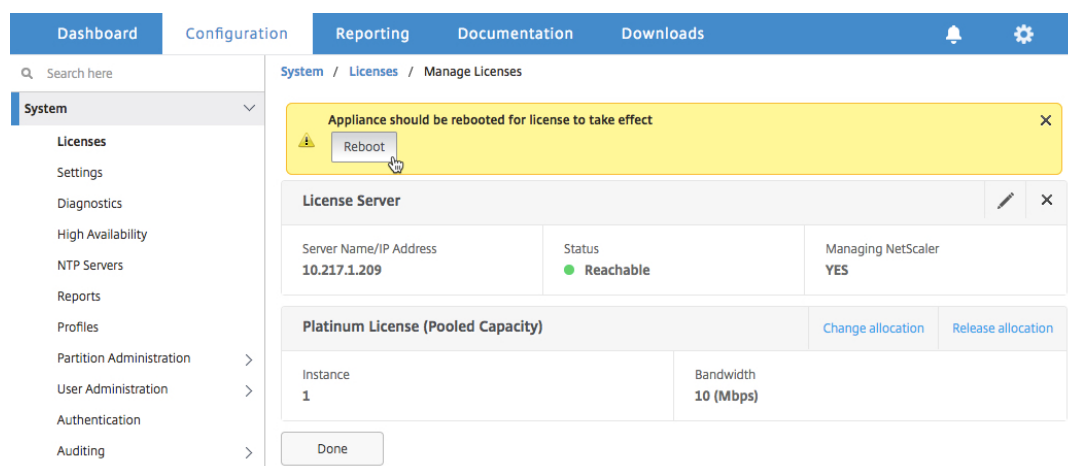 Dashboard Configuration Reporting Documentation Downloads
Search here
System
Licenses
Settings
Diagnostics
High Availability
NTP Servers
Reports
Profiles
Partition Administration
User Administration
Authentication
Auditing
System / Licenses / Manage Licenses
Appliance should be rebooted for license to take effect
Reboot
License Server
Server Name/IP Address Status Managing NetScaler
10.217.1.209 Reachable YES
Platinum License (Pooled Capacity) Change allocation Release allocation
Instance Bandwidth
1 10 (Mbps)
Done